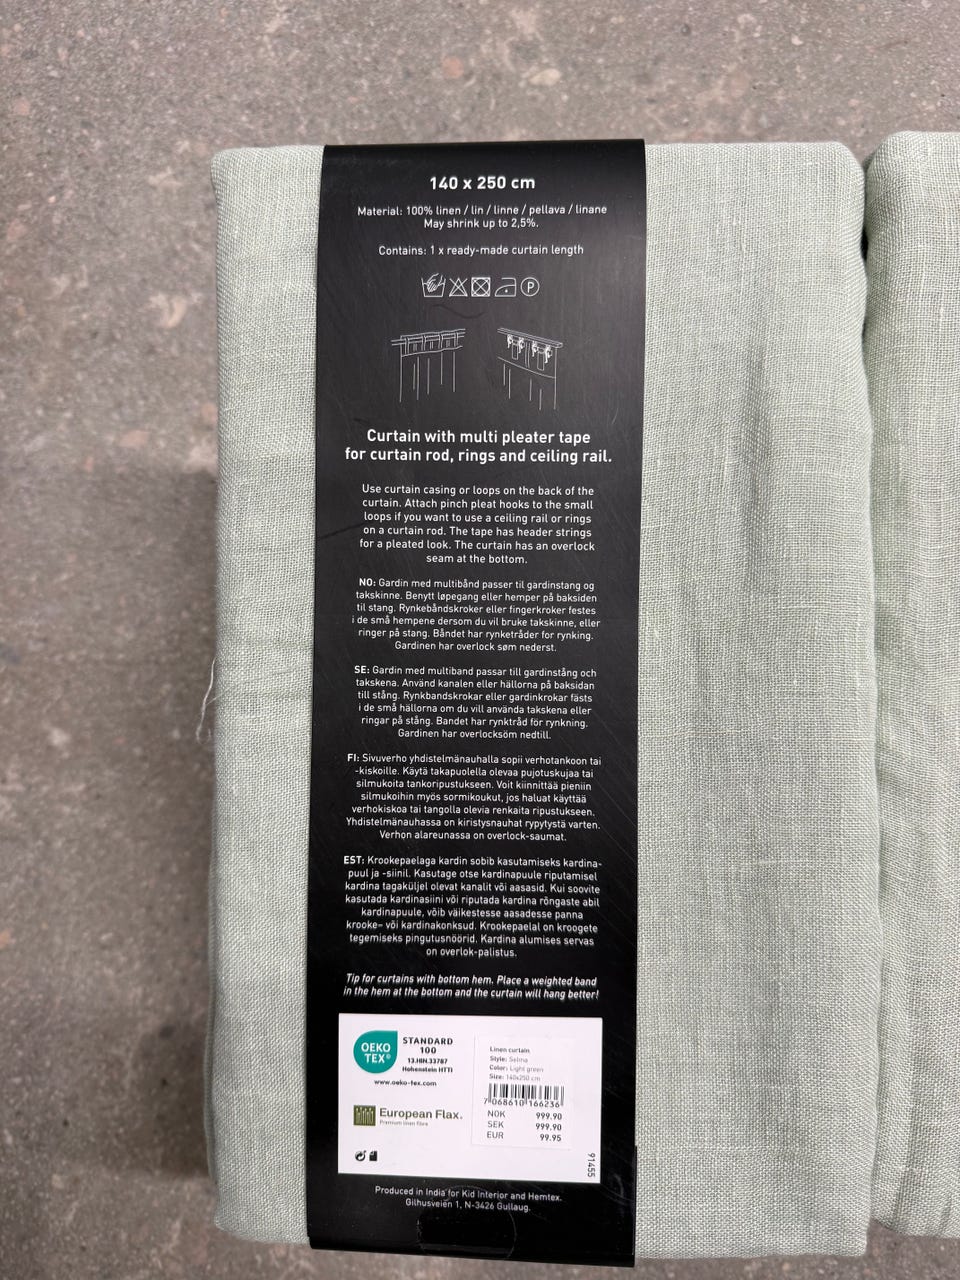 140 x 250 cm
Material: 100% linen / lin / linne / pellava / linane
May shrink up to 2,5%.
Contains: 1 x ready-made curtain length
P
Curtain with multi pleater tape
for curtain rod, rings and ceiling rail.
Use curtain casing or loops on the back of the
curtain. Attach pinch pleat hooks to the small
loops if you want to use a ceiling rail or rings
on a curtain rod. The tape has header strings
for a pleated look. The curtain has an overlock
seam at the bottom.
NO: Gardin med multibånd passer til gardinstang og
takskinne. Benytt løpegang eller hemper på baksiden
til stang. Rynkebåndskroker eller fingerkroker festes
i de små hempene dersom du vil bruke takskinne, eller
ringer på stang. Båndet har rynketråder for rynking.
Gardinen har overlock søm nederst.
SE: Gardin med multiband passar till gardinstång och
takskena. Använd kanalen eller hällorna på baksidan
till stång. Rynkbandskrokar eller gardinkrokar fästs
i de små hällorna om du vill använda takskena eller
ringar på stång. Bandet har rynktråd för rynkning.
Gardinen har overlocksöm nedtill.
FI: Sivuverho yhdistelmänauhalla sopii verhotankoon tai
-kiskoille. Käytä takapuolella olevaa pujotuskujaa tai
silmukoita tankoripustukseen. Voit kiinnittää pieniin
silmukoihin myös sormikoukut, jos haluat käyttää
verhokiskoa tai tangolla olevia renkaita ripustukseen.
Yhdistelmänauhassa on kiristysnauhat rypytystä varten.
Verhon alareunassa on overlock-saumat.
EST: Krookepaelaga kardin sobib kasutamiseks kardina-
puul ja -siinil. Kasutage otse kardinapuule riputamisel
kardina tagaküljel olevat kanalit või aasasid. Kui soovite
kasutada kardinasiini või riputada kardina rõngaste abil
kardinapuule, võib väikestesse aasadesse panna
krooke– või kardinakonksud. Krookepaelal on kroogete
tegemiseks pingutusnöörid. Kardina alumises servas
on overlok-palistus.
Tip for curtains with bottom hem. Place a weighted band
in the hem at the bottom and the curtain will hang better!
OEKO
TEX®
STANDARD
100
13.HIN.33787
Hohenstein HTTI
www.oeko-tex.com
European Flax.
Premium linen fibre
Linen curtain
Style: Selma
Color: Light green
Size: 140x250 cm
7 068610 166236
NOK 999.90
SEK 999.90
EUR 99.95
91455
Produced in India for Kid Interior and Hemtex.
Gilhusveien 1, N-3426 Gullaug.